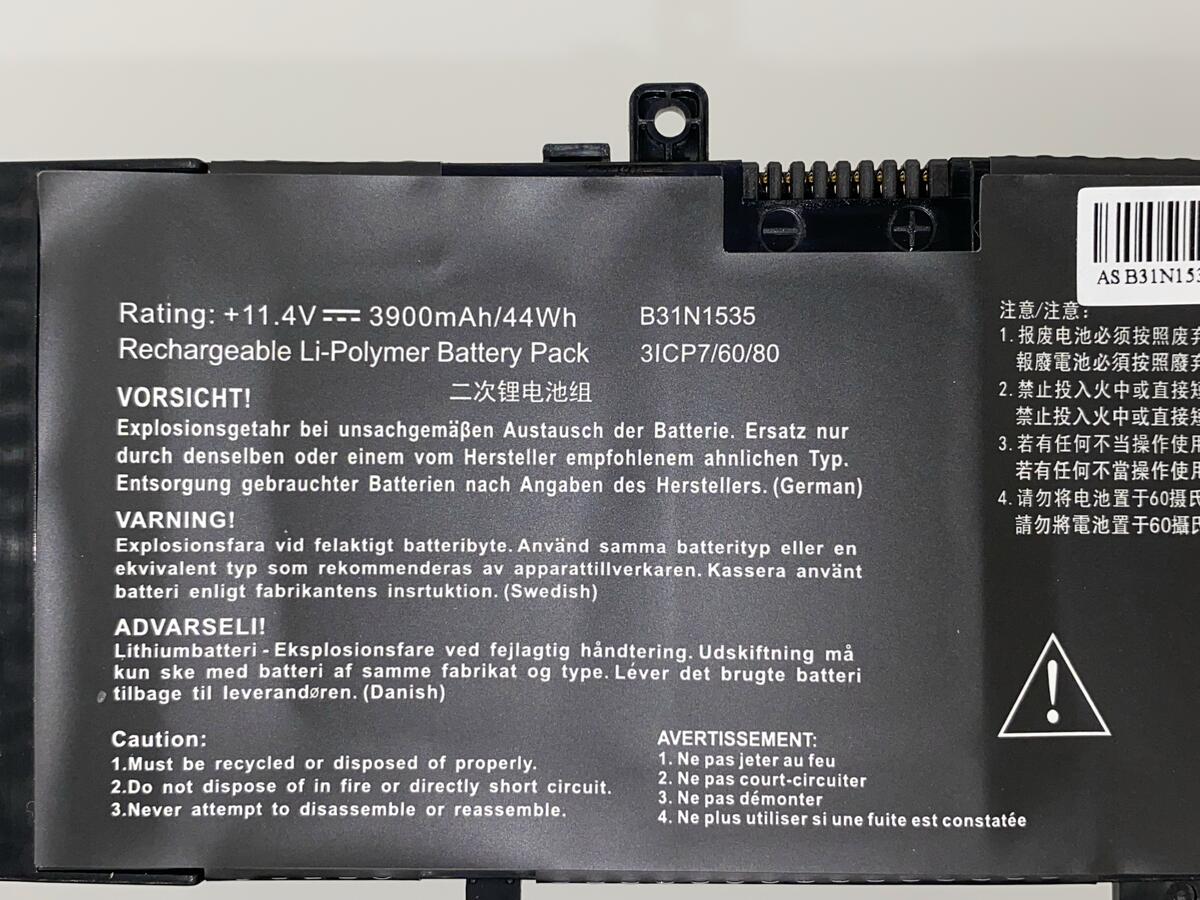 Rating: +11.4V⎓3900mAh/44Wh
Rechargeable Li-Polymer Battery Pack
二次锂电池组
B31N1535
3ICP7/60/80
VORSICHT!
Explosionsgetahr bei unsachgemäβen Austausch der Batterie. Ersatz nur
durch denselben oder einem vom Hersteller empfohlenem ahnlichen Typ.
Entsorgung gebrauchter Batterien nach Angaben des Herstellers. (German)
VARNING!
Explosionsfara vid felaktigt batteribyte. Använd samma batterityp eller en
ekvivalent typ som rekommenderas av apparattillverkaren. Kassera använt
batteri enligt fabrikantens insrtuktion. (Swedish)
ADVARSELI!
Lithiumbatteri - Eksplosionsfare ved fejlagtig håndtering. Udskiftning må
kun ske med batteri af samme fabrikat og type. Léver det brugte batteri
tilbage til leverandøren. (Danish)
Caution:
1.Must be recycled or disposed of properly.
2.Do not dispose of in fire or directly short circuit.
3.Never attempt to disassemble or reassemble.
AVERTISSEMENT:
1. Ne pas jeter au feu
2. Ne pas court-circuiter
3. Ne pas démonter
4. Ne plus utiliser si une fuite est constatée
AS B31N153
注意/注意:
1. 报废电池必须按照废弃
報廢電池必須按照廢弃
2. 禁止投入火中或直接短
禁止投入火中或直接短
3. 若有任何不当操作使用
若有任何不當操作使用
4. 请勿将电池置于60摄氏
請勿將電池置于60攝氏